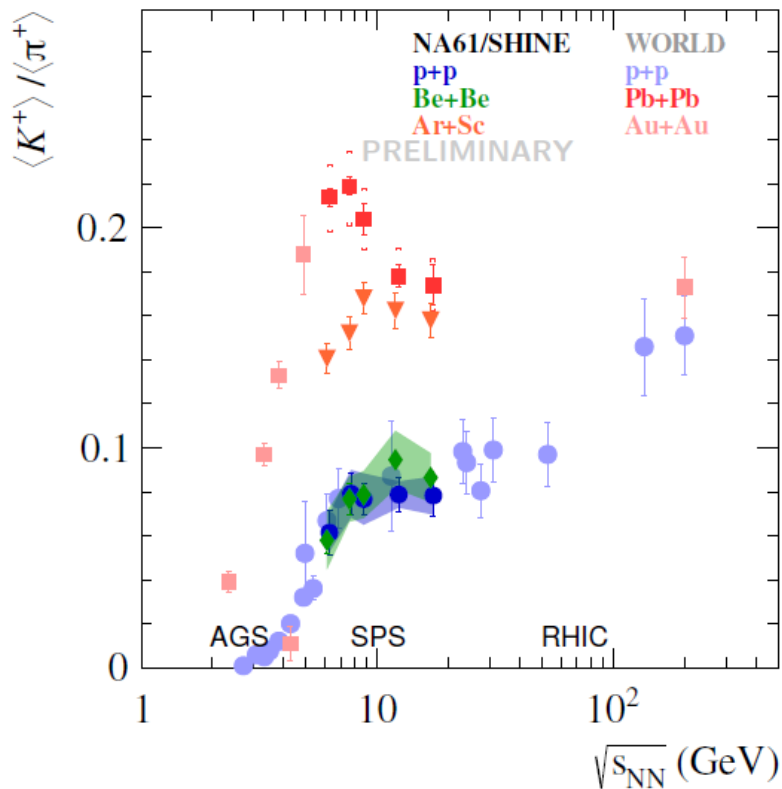 ⟨K⁺⟩/⟨π⁺⟩
NA61/SHINE WORLD
p+p p+p
Be+Be Pb+Pb
Ar+Sc Au+Au
PRELIMINARY
0.2
0.1
AGS SPS RHIC
0
1 10 10²
√sNN (GeV)